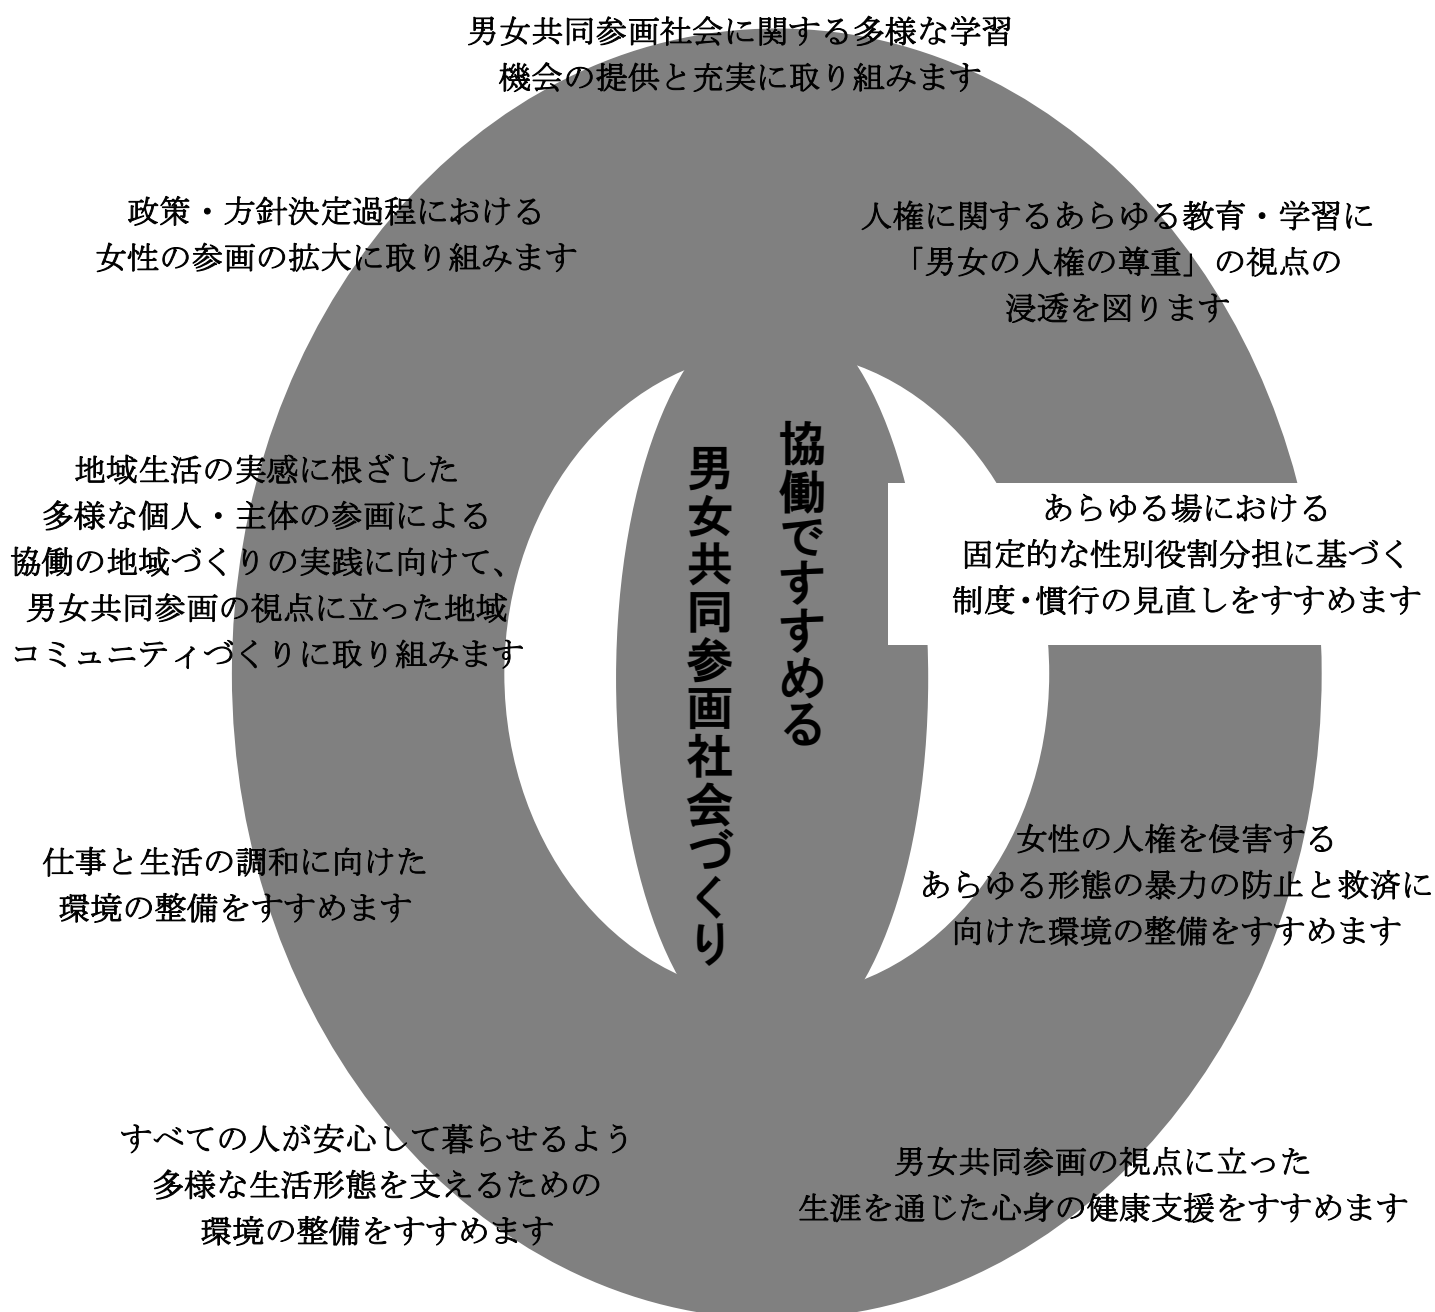 男女共同参画社会に関する多様な学習
機会の提供と充実に取り組みます
政策・方針決定過程における
女性の参画の拡大に取り組みます
人権に関するあらゆる教育・学習に
「男女の人権の尊重」の視点の
浸透を図ります
協働ですすめる
男女共同参画社会づくり
地域生活の実感に根ざした
多様な個人・主体の参画による
協働の地域づくりの実践に向けて、
男女共同参画の視点に立った地域
コミュニティづくりに取り組みます
あらゆる場における
固定的な性別役割分担に基づく
制度・慣行の見直しをすすめます
仕事と生活の調和に向けた
環境の整備をすすめます
女性の人権を侵害する
あらゆる形態の暴力の防止と救済に
向けた環境の整備をすすめます
すべての人が安心して暮らせるよう
多様な生活形態を支えるための
環境の整備をすすめます
男女共同参画の視点に立った
生涯を通じた心身の健康支援をすすめます